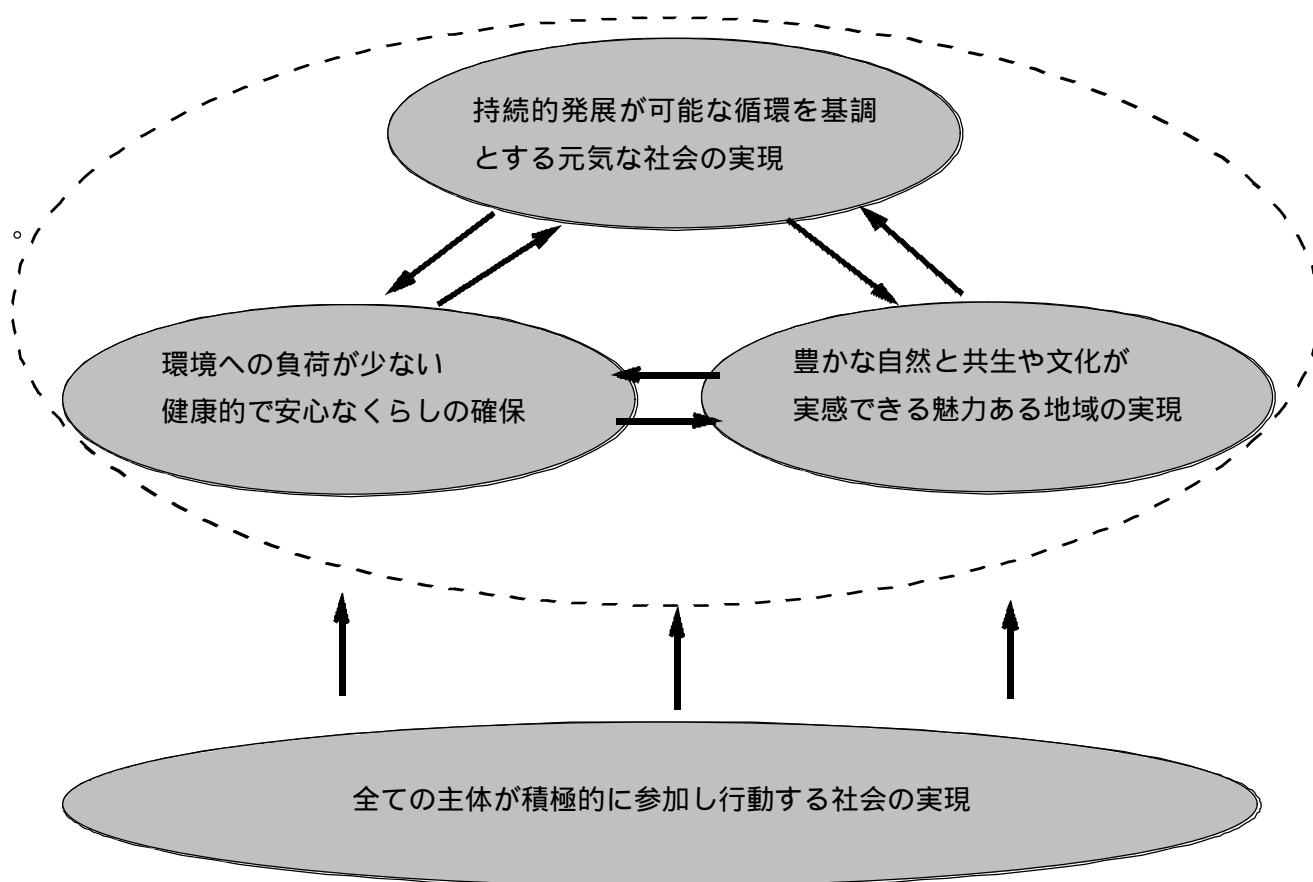 持続的発展が可能な循環を基調
とする元気な社会の実現
。
環境への負荷が少ない
健康的で安心なくらしの確保
豊かな自然と共生や文化が
実感できる魅力ある地域の実現
全ての主体が積極的に参加し行動する社会の実現